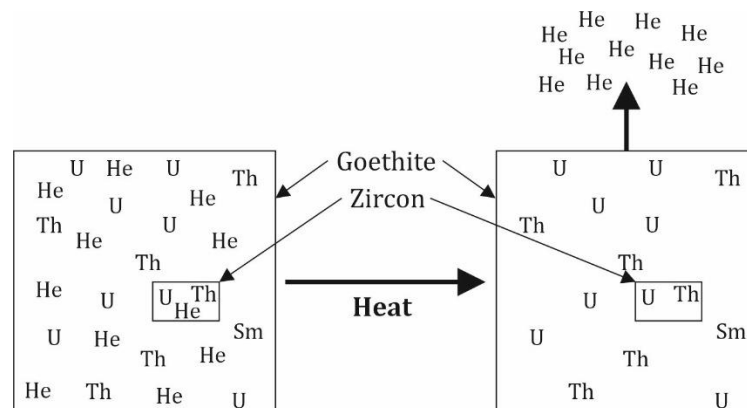 He He He
He He He He He
He He He
U He U Th
He U He
Th He U He
Th
He U U Th He
U He Sm
Th He
He Th He U
Goethite
Zircon
Heat
U U Th
U
Th U
Th
U U Th
U Sm
Th
Th U